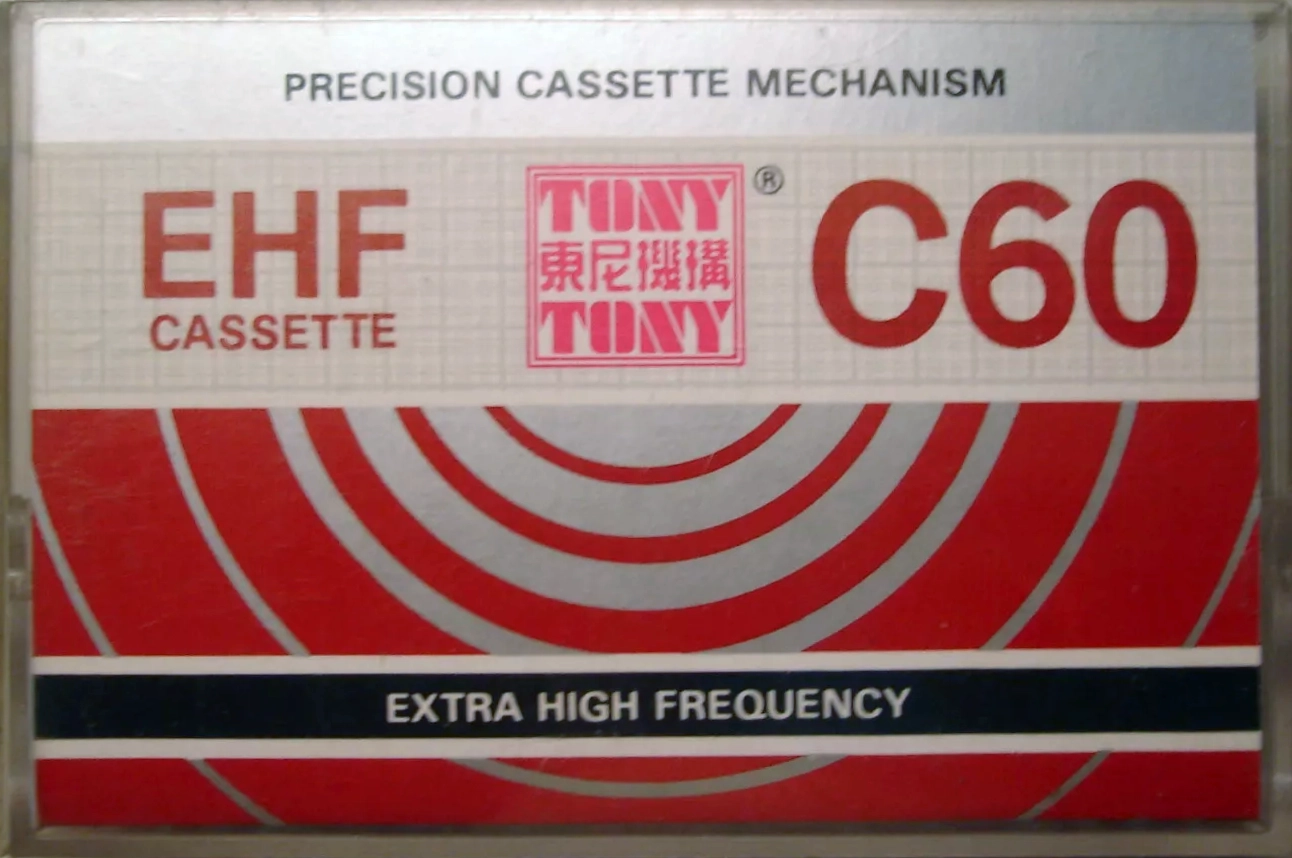 PRECISION CASSETTE MECHANISM
EHF
CASSETTE
TONY
東尼機構
TONY
®
C60
EXTRA HIGH FREQUENCY